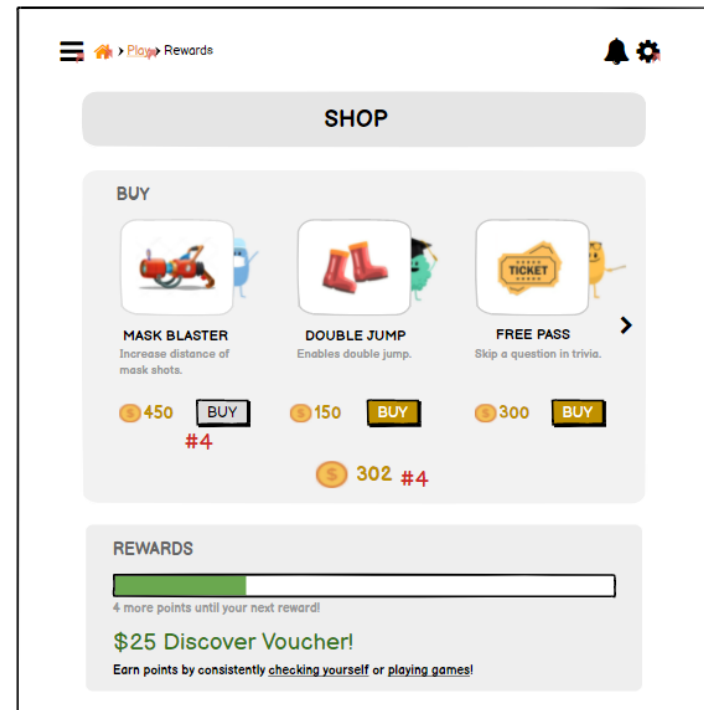 > Play > Rewards
SHOP
BUY
TICKET
MASK BLASTER
Increase distance of
mask shots.
DOUBLE JUMP
Enables double jump.
FREE PASS
Skip a question in trivia.
$ 450 BUY
$ 150 BUY
$ 300 BUY
#4
$ 302 #4
REWARDS
4 more points until your next reward!
$25 Discover Voucher!
Earn points by consistently checking yourself or playing games!